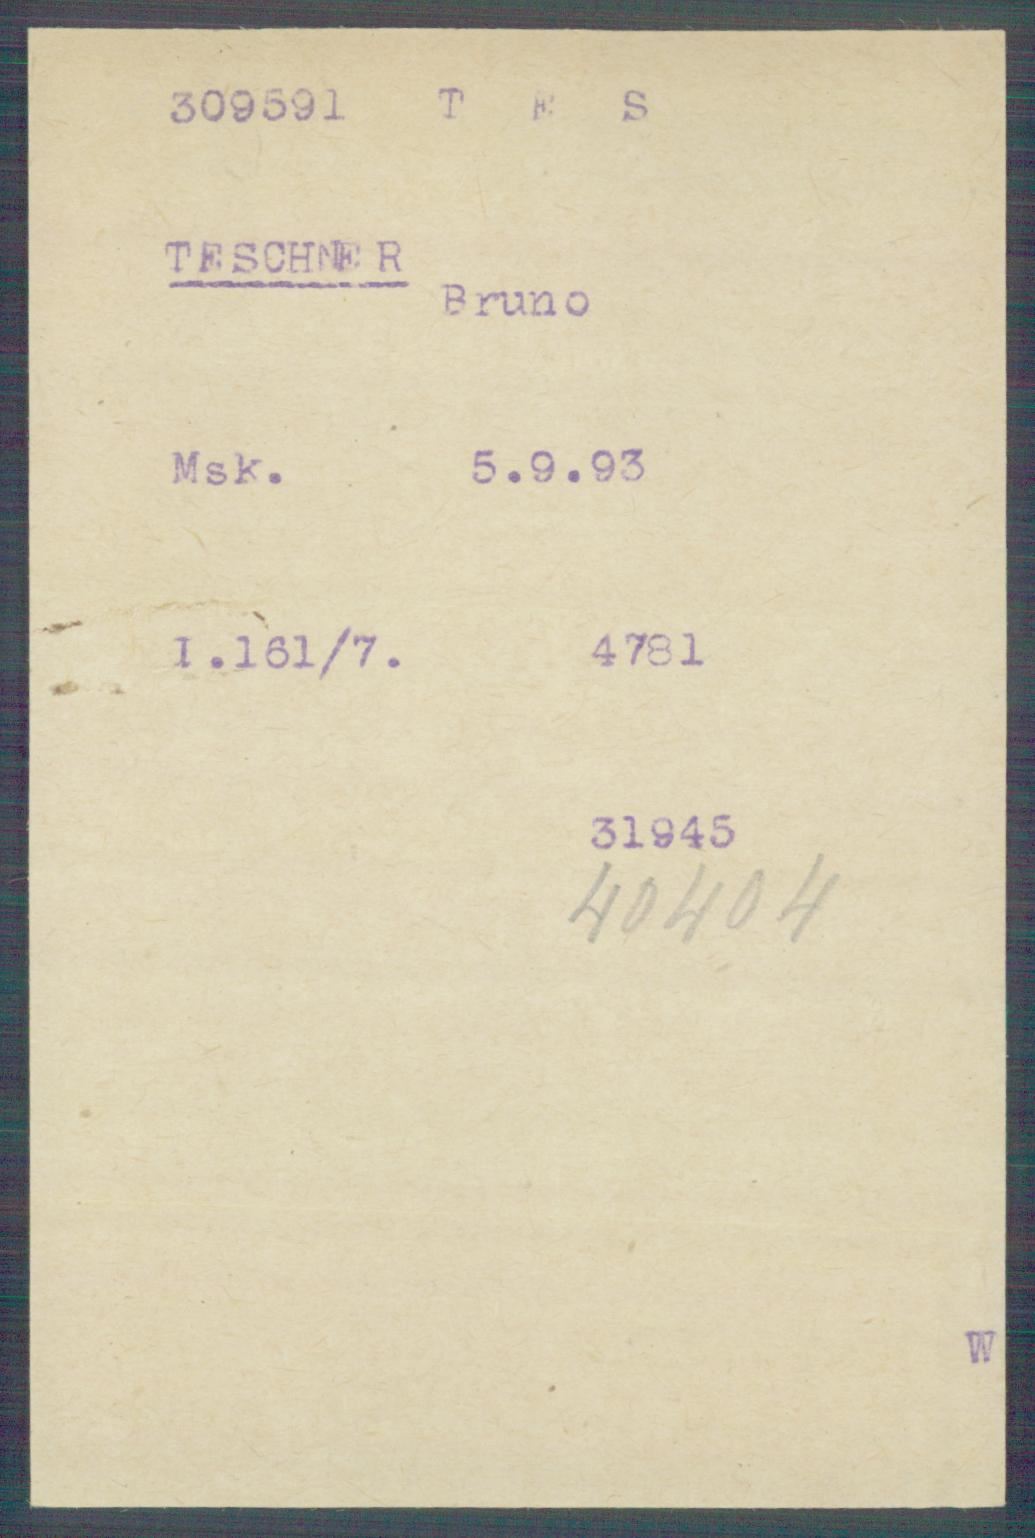 309591 T E S
TESCHNER
Bruno
Msk. 5.9.93
I.161/7. 4781
31945
40404
W